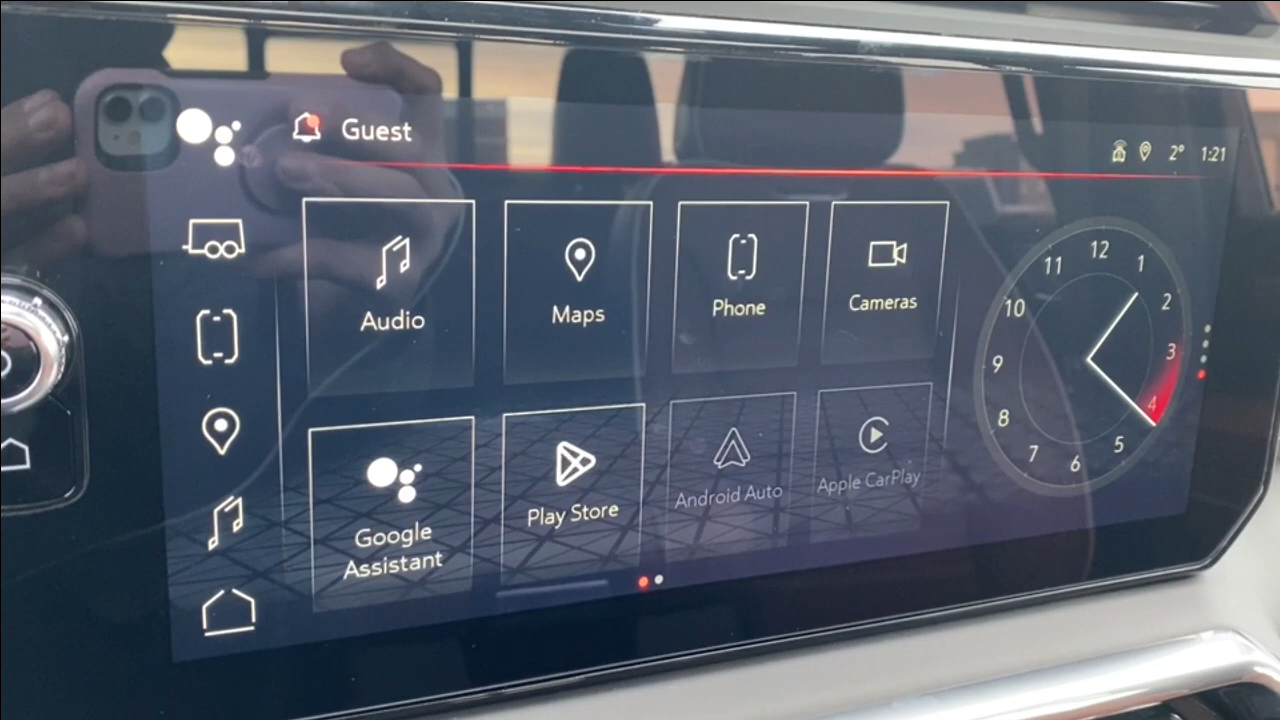 Guest
2° 1:21
Audio
Maps
Phone
Cameras
Google
Assistant
Play Store
Android Auto
Apple CarPlay
12
1
2
3
4
5
6
7
8
9
10
11